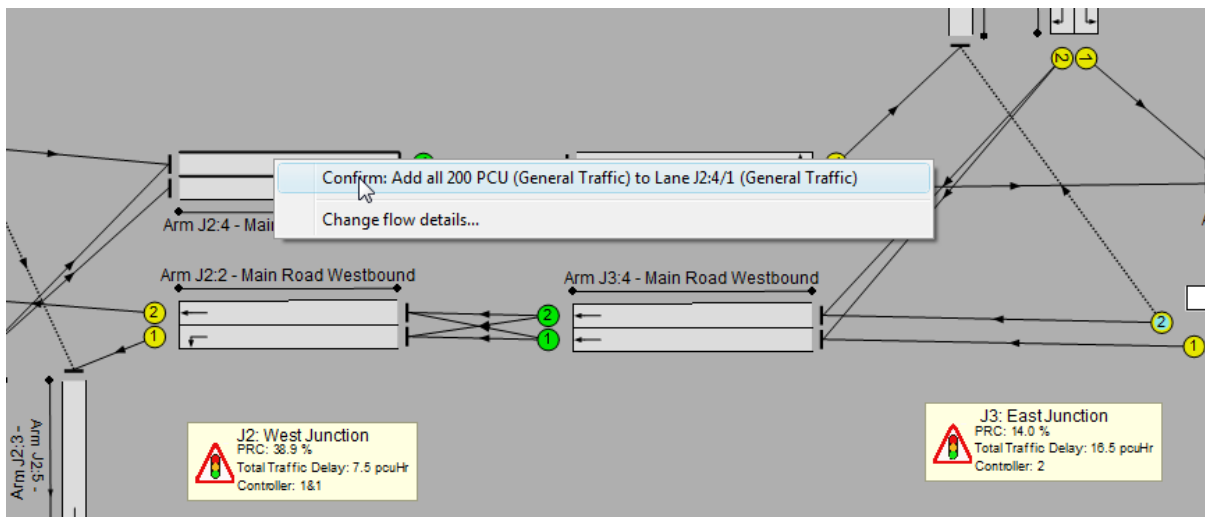 2
1
Confirm: Add all 200 PCU (General Traffic) to Lane J2:4/1 (General Traffic)
Change flow details...
Arm J2:4 - Mai
Arm J2:2 - Main Road Westbound
Arm J3:4 - Main Road Westbound
2
1
2
1
2
1
Arm J2:3 -
Arm J2:5 -
J2: West Junction
PRC: 38.9 %
Total Traffic Delay: 7.5 pcuHr
Controller: 1&1
J3: East Junction
PRC: 14.0 %
Total Traffic Delay: 16.5 pcuHr
Controller: 2